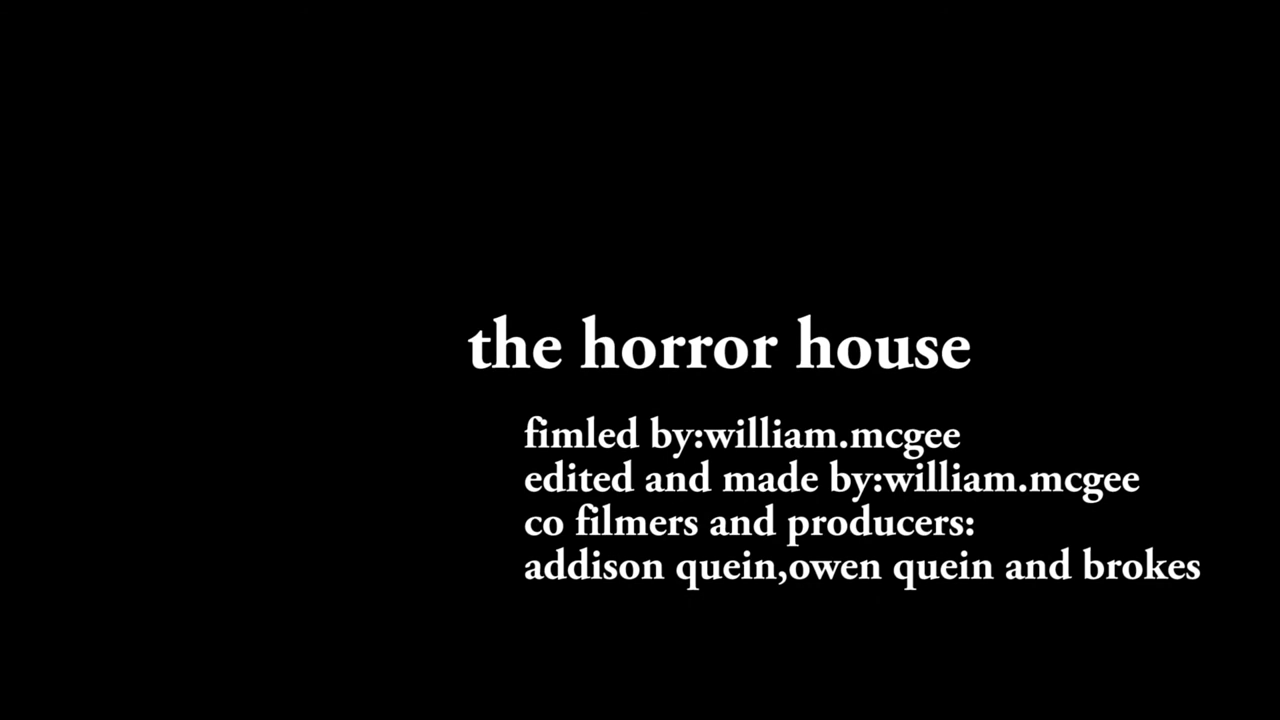 the horror house
fimled by:william.mcgee
edited and made by:william.mcgee
co filmers and producers:
addison quein,owen quein and brokes